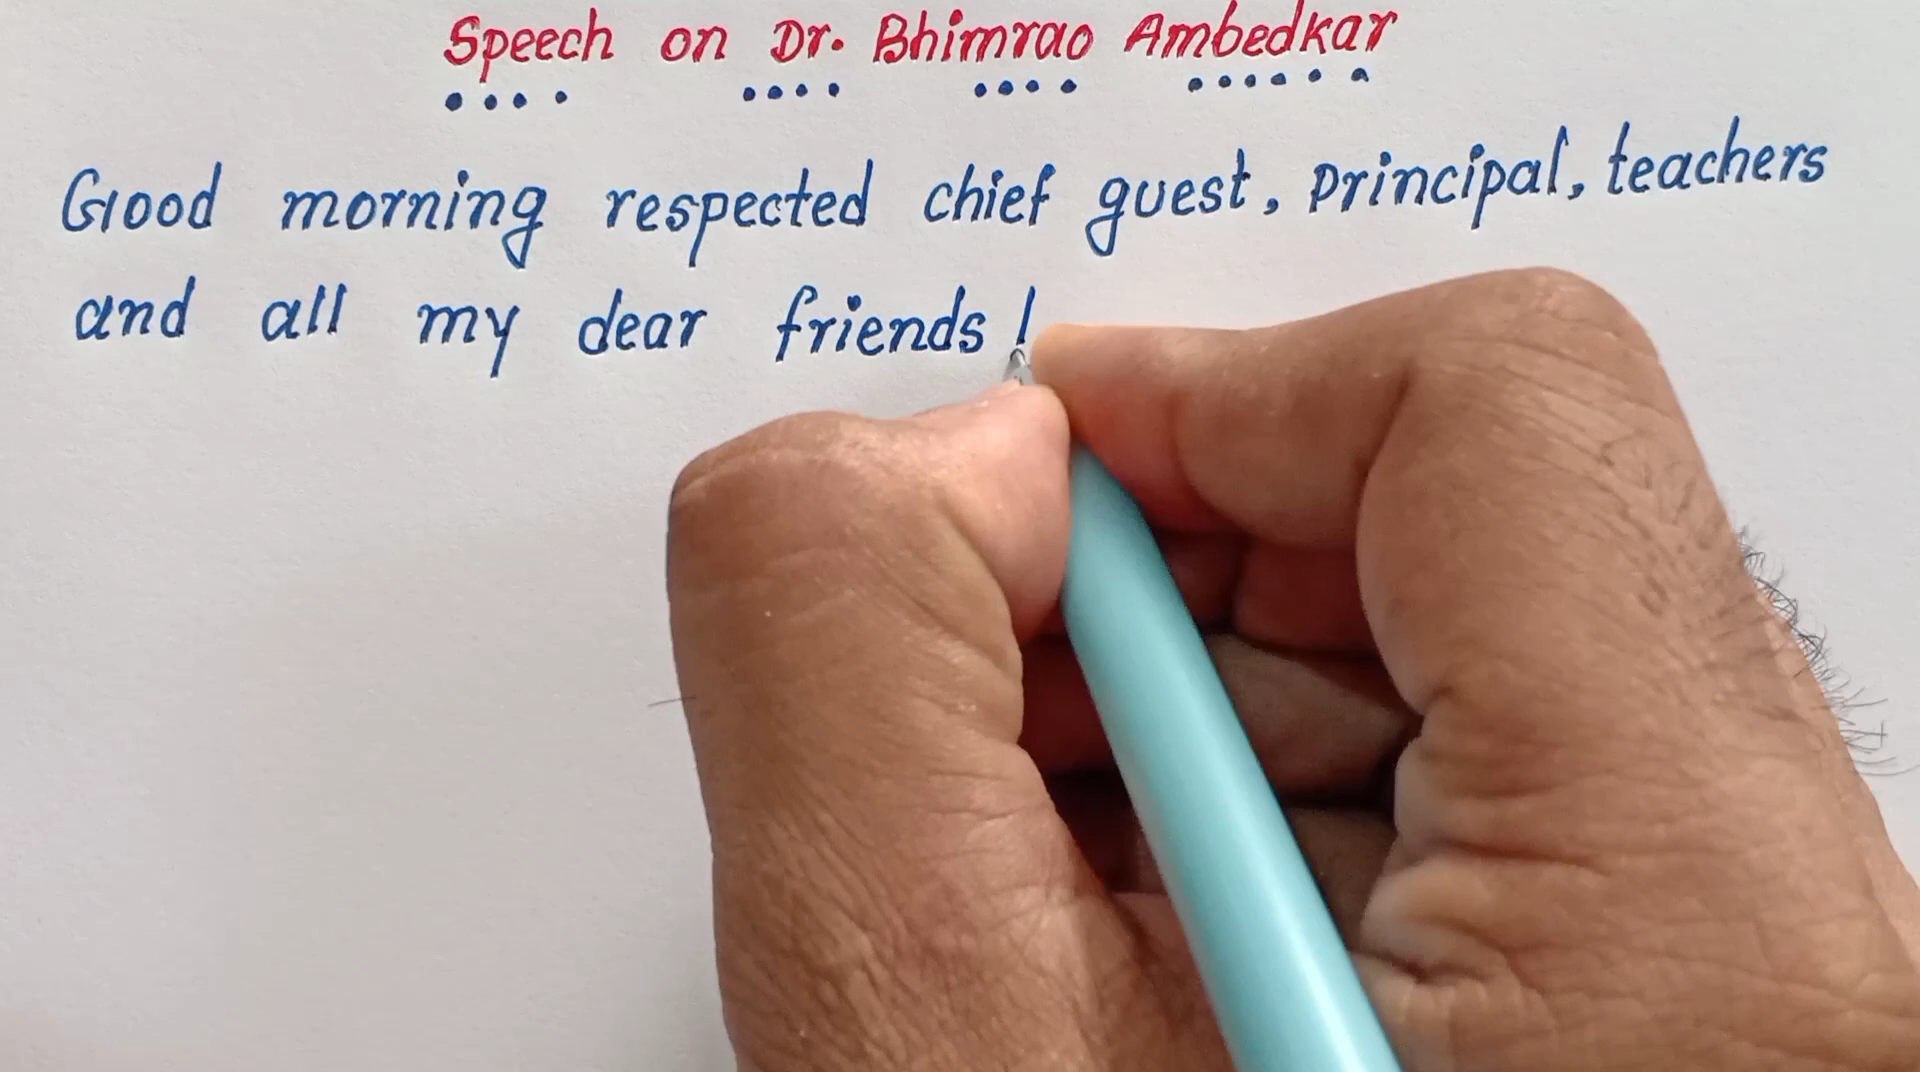 Speech on Dr. Bhimrao Ambedkar
Good morning respected chief guest, principal, teachers
and all my dear friends!